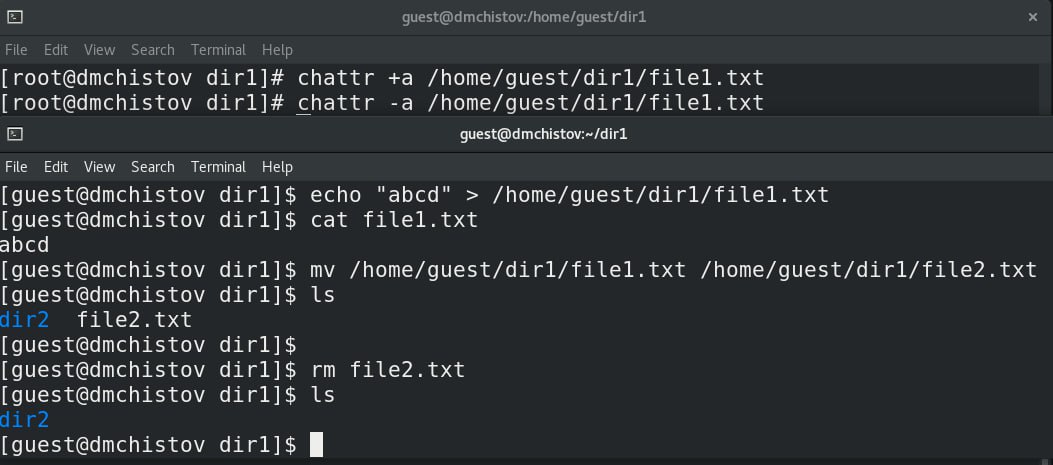 guest@dmchistov:/home/guest/dir1 ×
File Edit View Search Terminal Help
[root@dmchistov dir1]# chattr +a /home/guest/dir1/file1.txt
[root@dmchistov dir1]# chattr -a /home/guest/dir1/file1.txt
guest@dmchistov:~/dir1
File Edit View Search Terminal Help
[guest@dmchistov dir1]$ echo "abcd" > /home/guest/dir1/file1.txt
[guest@dmchistov dir1]$ cat file1.txt
abcd
[guest@dmchistov dir1]$ mv /home/guest/dir1/file1.txt /home/guest/dir1/file2.txt
[guest@dmchistov dir1]$ ls
dir2 file2.txt
[guest@dmchistov dir1]$
[guest@dmchistov dir1]$ rm file2.txt
[guest@dmchistov dir1]$ ls
dir2
[guest@dmchistov dir1]$